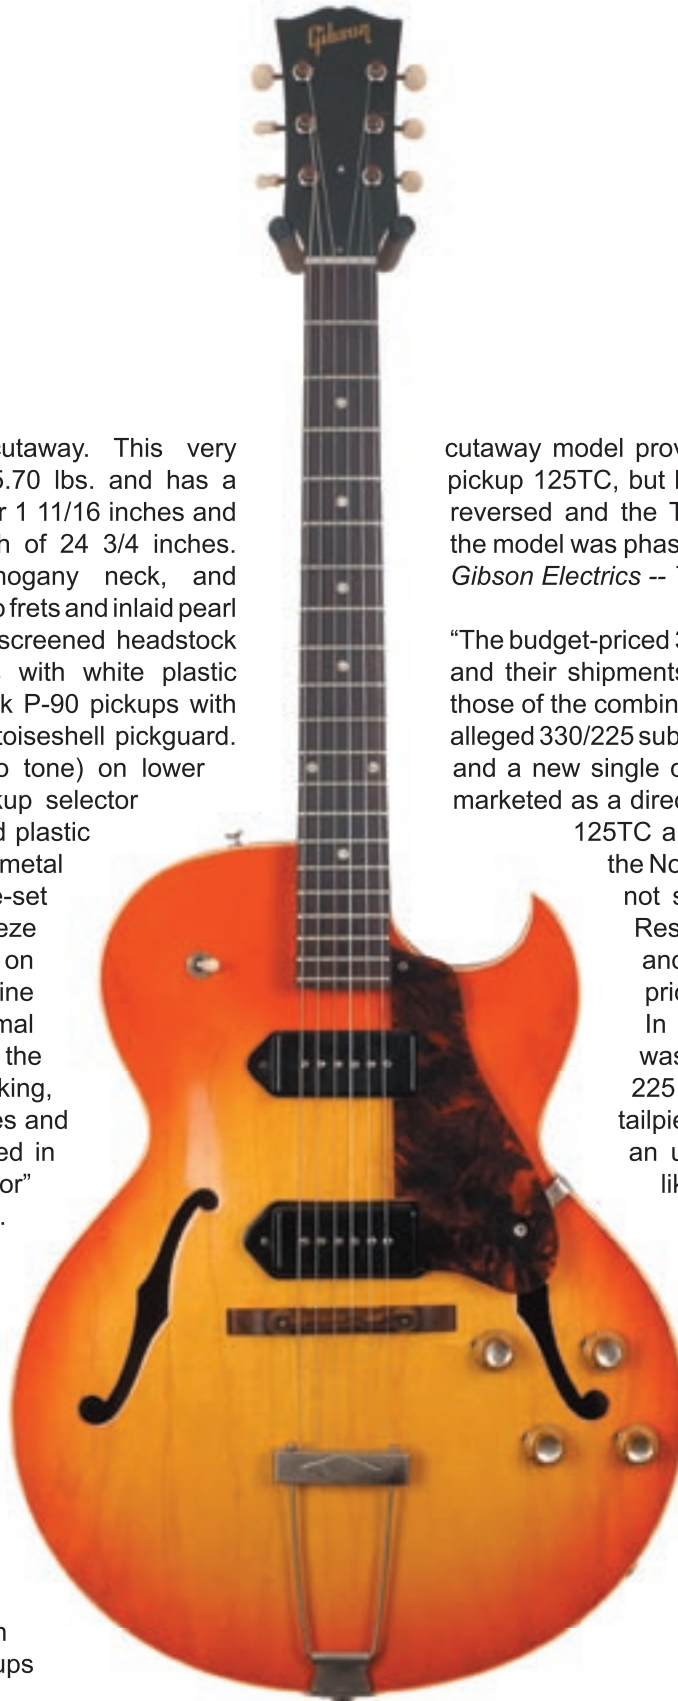 Gibson
cutaway. This very
5.70 lbs. and has a
r 1 11/16 inches and
h of 24 3/4 inches.
hogany neck, and
o frets and inlaid pearl
screened headstock
s with white plastic
k P-90 pickups with
toiseshell pickguard.
o tone) on lower
kup selector
d plastic
metal
e-set
eze
on
ine
mal
the
king,
es and
ed in
or”
.
n
ups
cutaway model prov
pickup 125TC, but
reversed and the T
the model was phas
Gibson Electrics --
“The budget-priced 3
and their shipments
those of the combin
alleged 330/225 sub
and a new single c
marketed as a direc
125TC a
the No
not s
Res
and
pric
In
was
225
tailpie
an u
lik